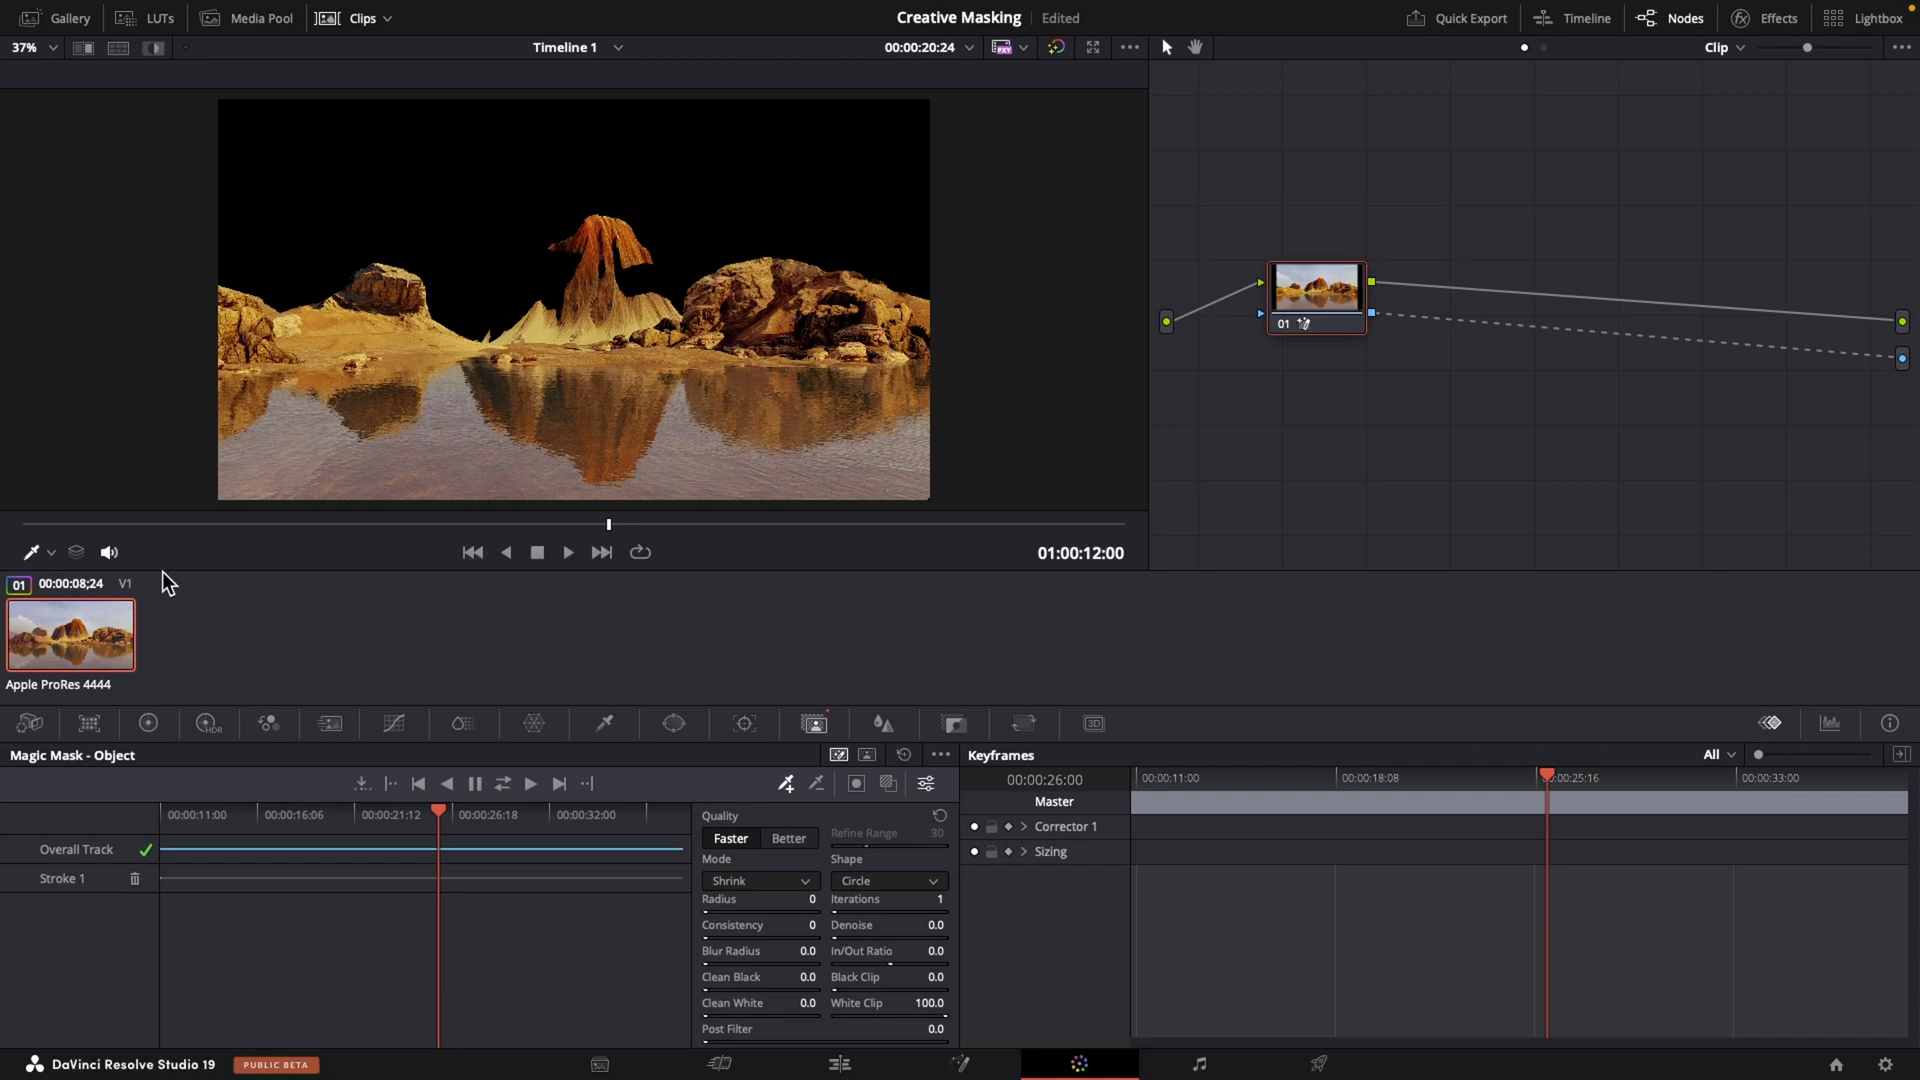 Gallery LUTs Media Pool Clips Creative Masking Edited Quick Export Timeline Nodes Effects Lightbox
37% Timeline 1 00:00:20:24 Clip
01
01:00:12:00
01 00:00:08;24 V1
Apple ProRes 4444
HDR 3D
Magic Mask - Object
00:00:11:00 00:00:16:06 00:00:21:12 00:00:26:18 00:00:32:00
Overall Track
Stroke 1
Quality
Faster Better Refine Range 30
Mode Shape
Shrink Circle
Radius 0 Iterations 1
Consistency 0 Denoise 0.0
Blur Radius 0.0 In/Out Ratio 0.0
Clean Black 0.0 Black Clip 0.0
Clean White 0.0 White Clip 100.0
Post Filter 0.0
Keyframes All
00:00:26:00 00:00:11:00 00:00:18:08 00:00:25:16 00:00:33:00
Master
Corrector 1
Sizing
DaVinci Resolve Studio 19 PUBLIC BETA